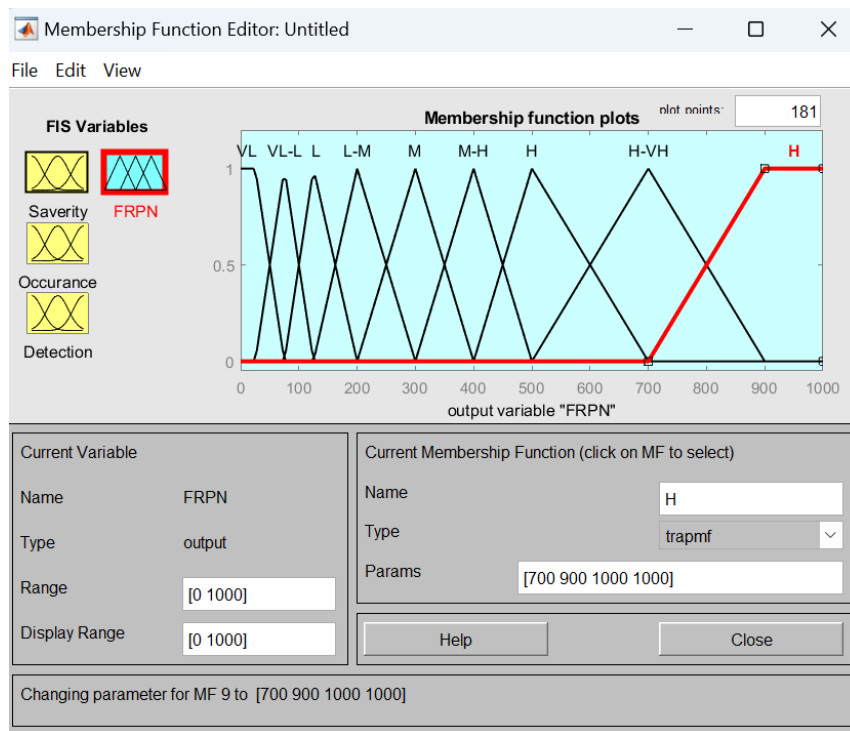 Membership Function Editor: Untitled
File Edit View
FIS Variables
Saverity
FRPN
Occurance
Detection
Membership function plots
plot points:
181
VL VL-L L L-M M M-H H H-VH H
1
0.5
0
0 100 200 300 400 500 600 700 800 900 1000
output variable "FRPN"
Current Variable
Name FRPN
Type output
Range [0 1000]
Display Range [0 1000]
Current Membership Function (click on MF to select)
Name H
Type trapmf
Params [700 900 1000 1000]
Help Close
Changing parameter for MF 9 to [700 900 1000 1000]